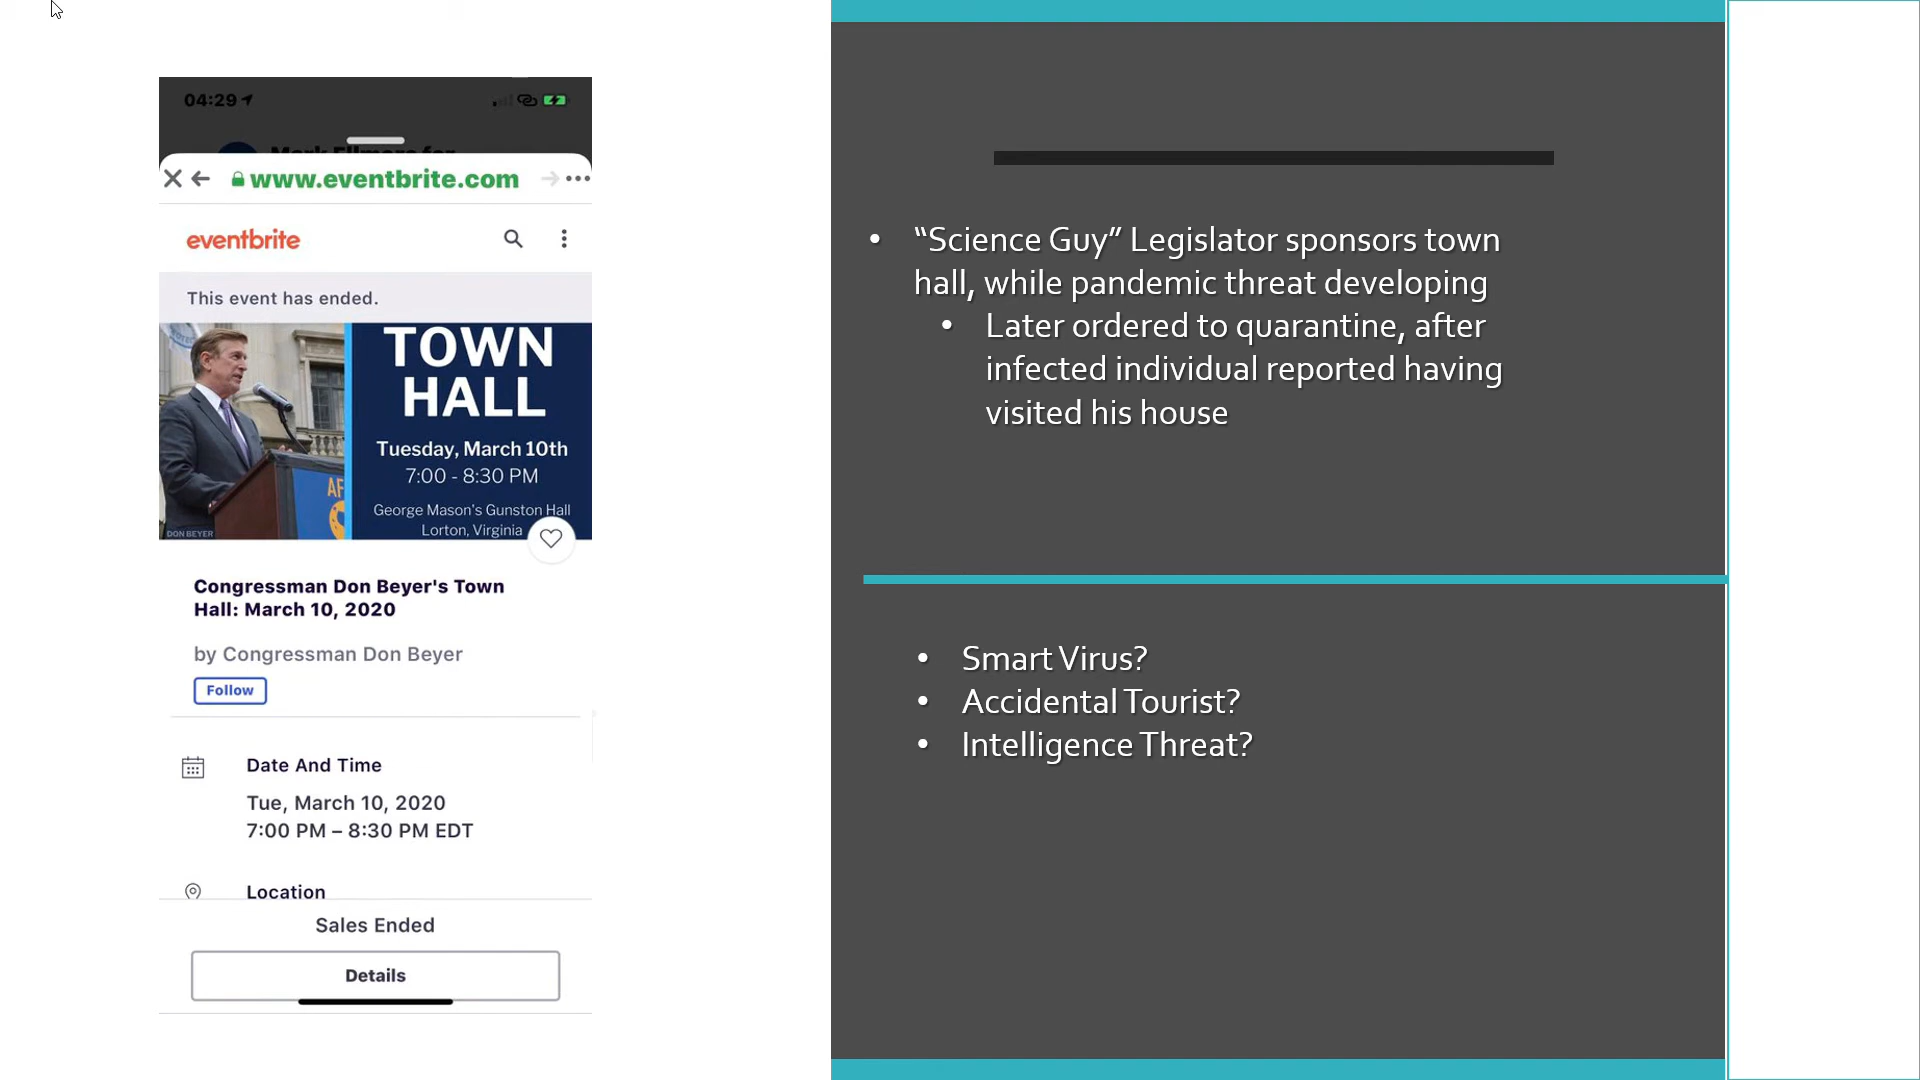 04:29
www.eventbrite.com
eventbrite
This event has ended.
TOWN
HALL
Tuesday, March 10th
7:00 - 8:30 PM
George Mason's Gunston Hall
Lorton, Virginia
AF
DON BEYER
Congressman Don Beyer's Town
Hall: March 10, 2020
by Congressman Don Beyer
Follow
Date And Time
Tue, March 10, 2020
7:00 PM – 8:30 PM EDT
Location
Sales Ended
Details
• “Science Guy” Legislator sponsors town
hall, while pandemic threat developing
• Later ordered to quarantine, after
infected individual reported having
visited his house
• Smart Virus?
• Accidental Tourist?
• Intelligence Threat?